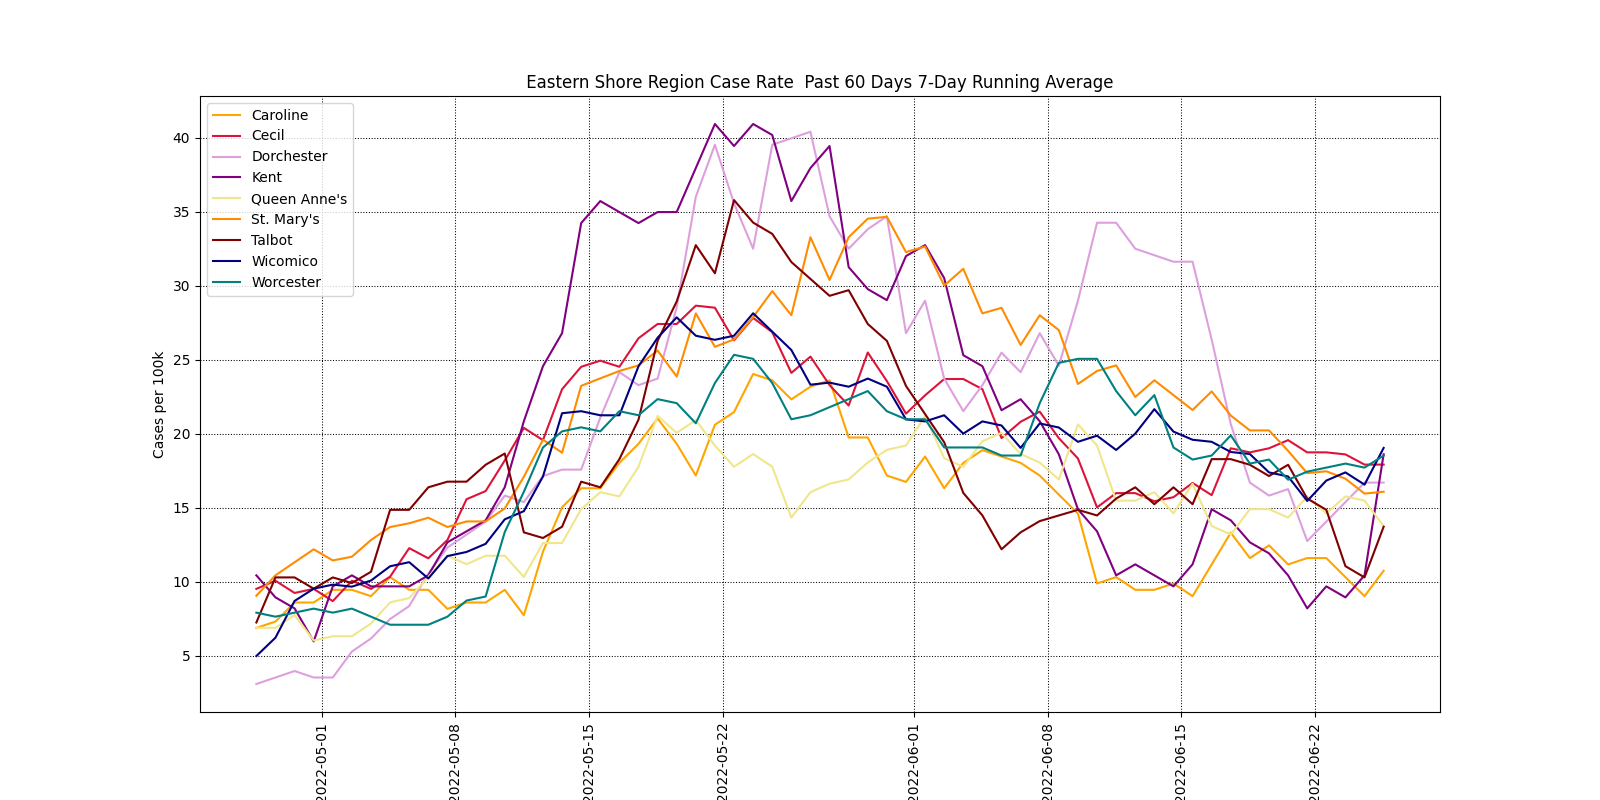 Eastern Shore Region Case Rate  Past 60 Days 7-Day Running Average
Caroline
Cecil
Dorchester
Kent
Queen Anne's
St. Mary's
Talbot
Wicomico
Worcester
Cases per 100k
40
35
30
25
20
15
10
5
2022-05-01
2022-05-08
2022-05-15
2022-05-22
2022-06-01
2022-06-08
2022-06-15
2022-06-22